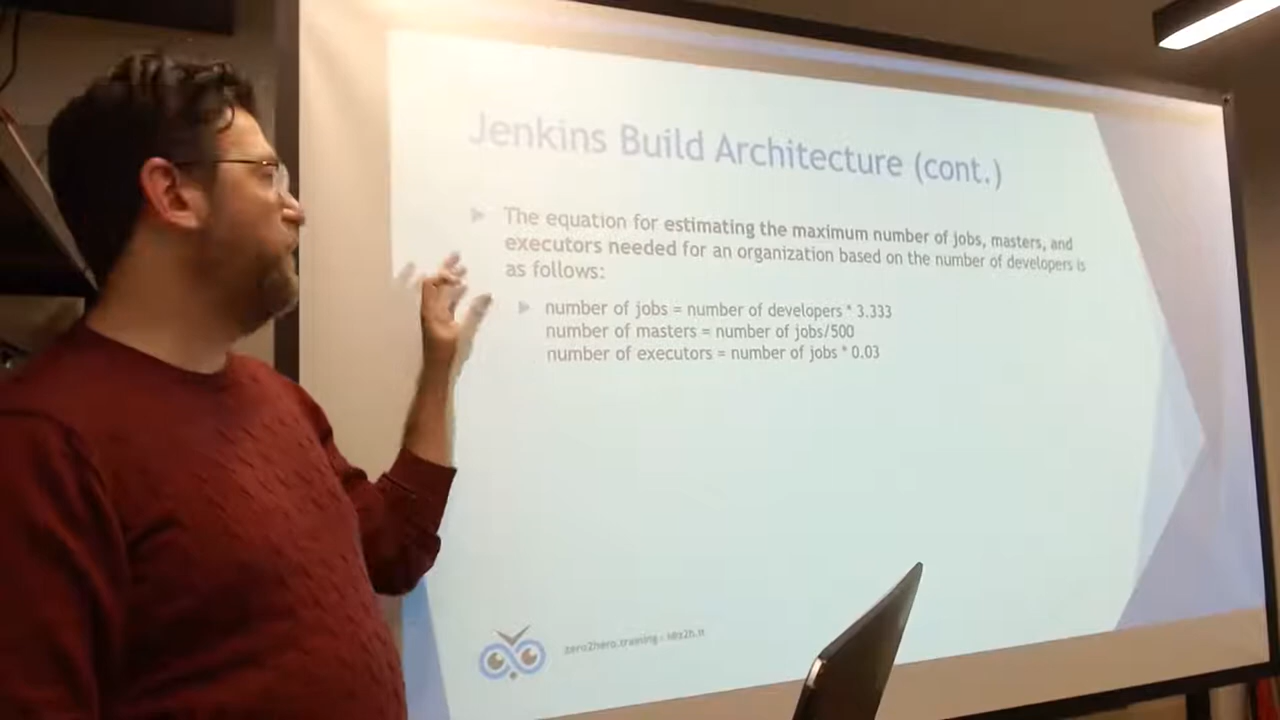 Jenkins Build Architecture (cont.)
The equation for estimating the maximum number of jobs, masters, and
executors needed for an organization based on the number of developers is
as follows:
number of jobs = number of developers * 3.333
number of masters = number of jobs/500
number of executors = number of jobs * 0.03
zero2hero.training